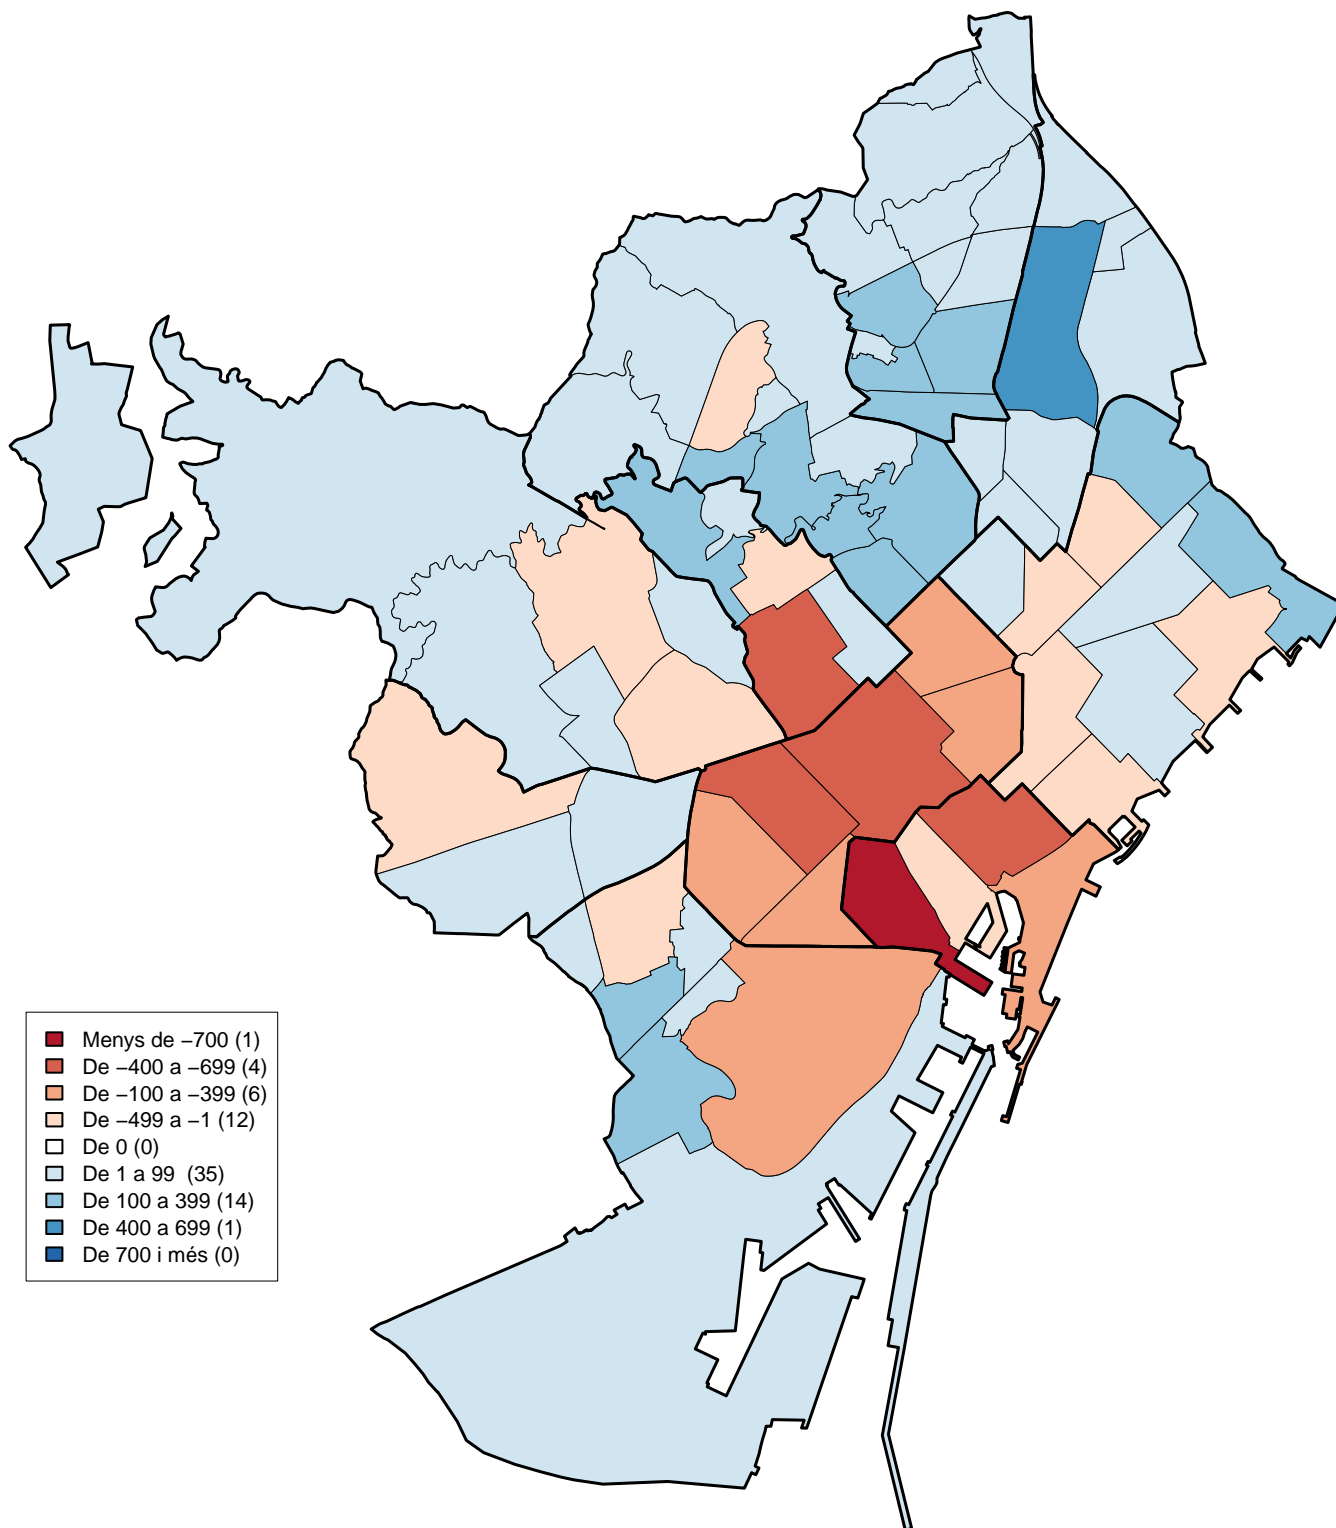 Menys de −700 (1)
De −400 a −699 (4)
De −100 a −399 (6)
De −499 a −1 (12)
De 0 (0)
De 1 a 99 (35)
De 100 a 399 (14)
De 400 a 699 (1)
De 700 i més (0)